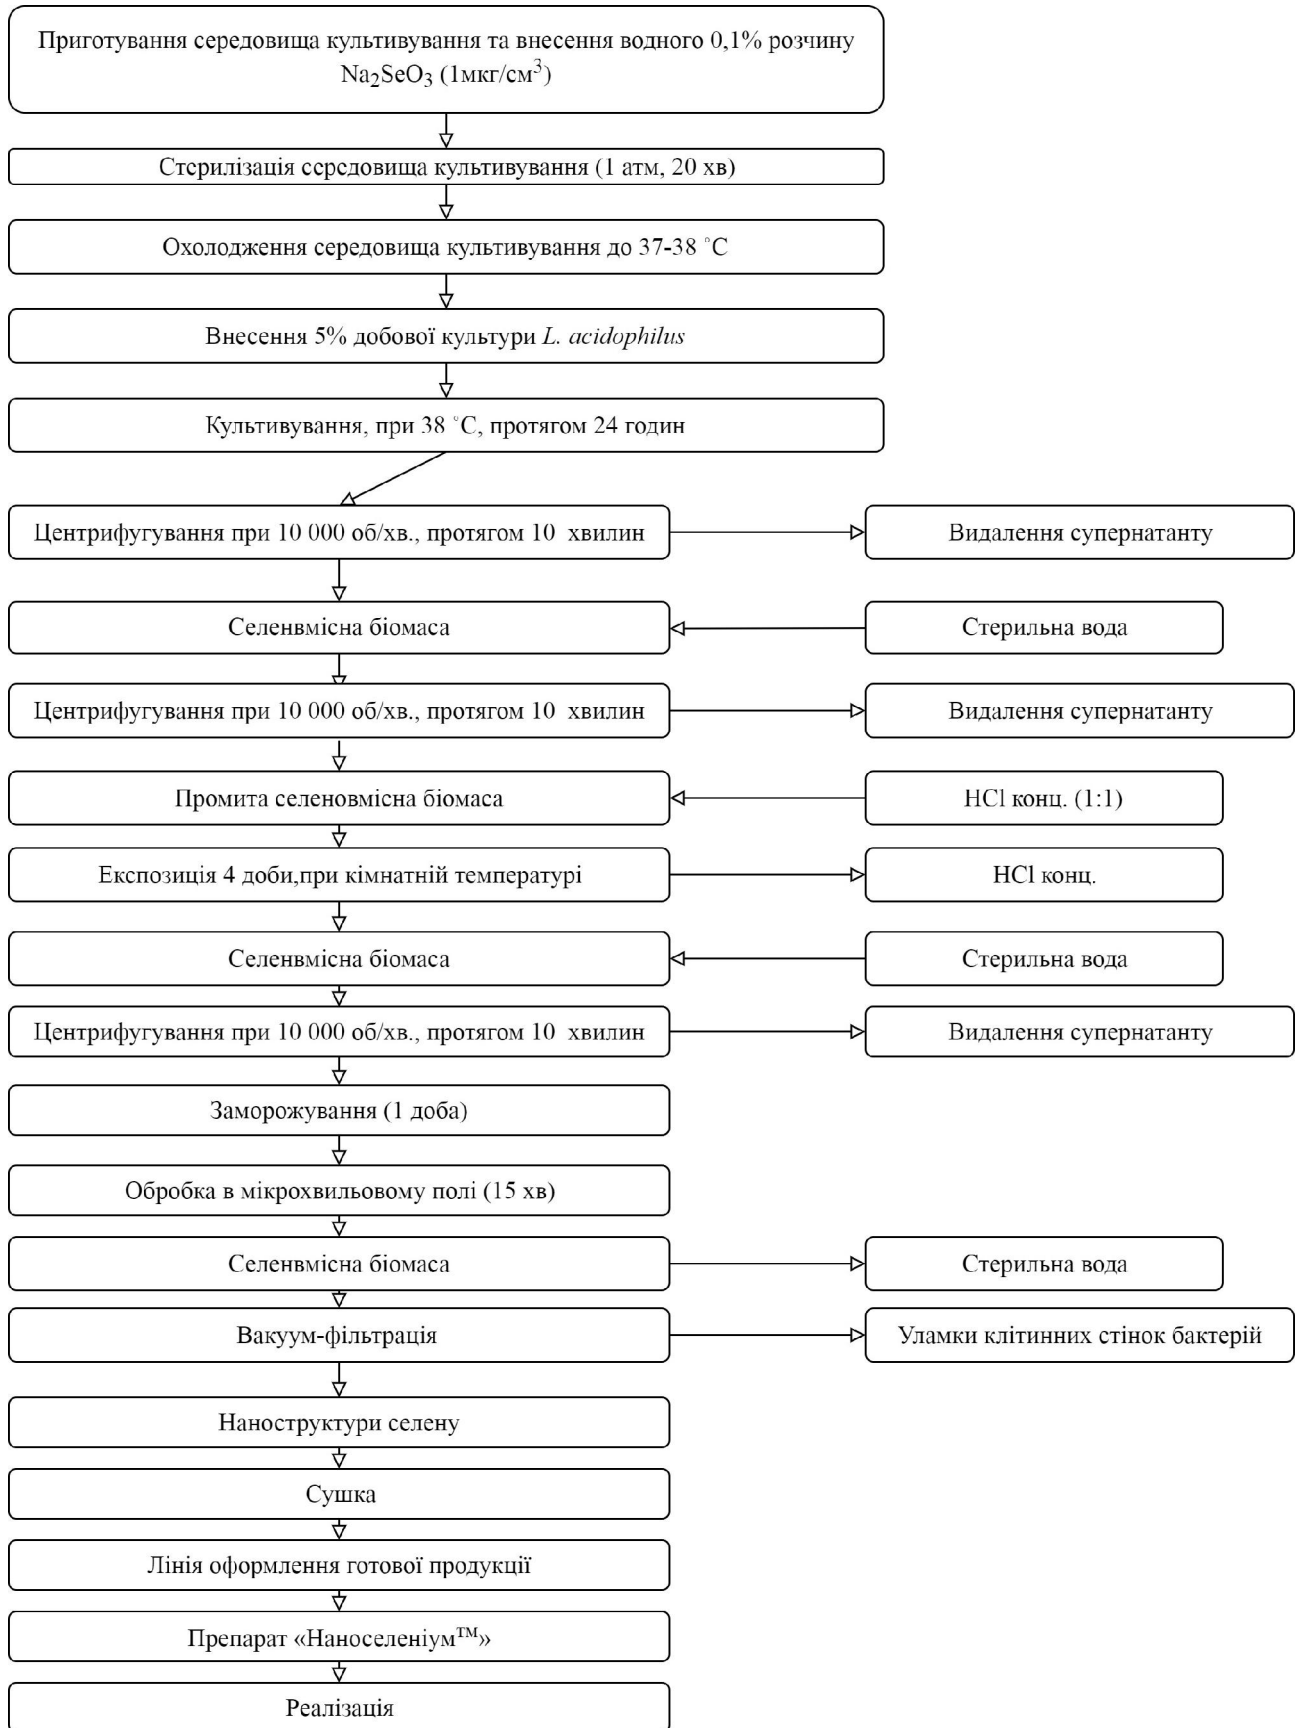 Приготування середовища культивування та внесення водного 0,1% розчину
Na2SeO3 (1мкг/см3)
Стерилізація середовища культивування (1 атм, 20 хв)
Охолодження середовища культивування до 37-38 °C
Внесення 5% добової культури L. acidophilus
Культивування, при 38 °C, протягом 24 годин
Центрифугування при 10 000 об/хв., протягом 10 хвилин
Видалення супернатанту
Селенвмісна біомаса
Стерильна вода
Центрифугування при 10 000 об/хв., протягом 10 хвилин
Видалення супернатанту
Промита селеновмісна біомаса
HCl конц. (1:1)
Експозиція 4 доби,при кімнатній температурі
HCl конц.
Селенвмісна біомаса
Стерильна вода
Центрифугування при 10 000 об/хв., протягом 10 хвилин
Видалення супернатанту
Заморожування (1 доба)
Обробка в мікрохвильовому полі (15 хв)
Селенвмісна біомаса
Стерильна вода
Вакуум-фільтрація
Уламки клітинних стінок бактерій
Наноструктури селену
Сушка
Лінія оформлення готової продукції
Препарат «Наноселеніум™»
Реалізація